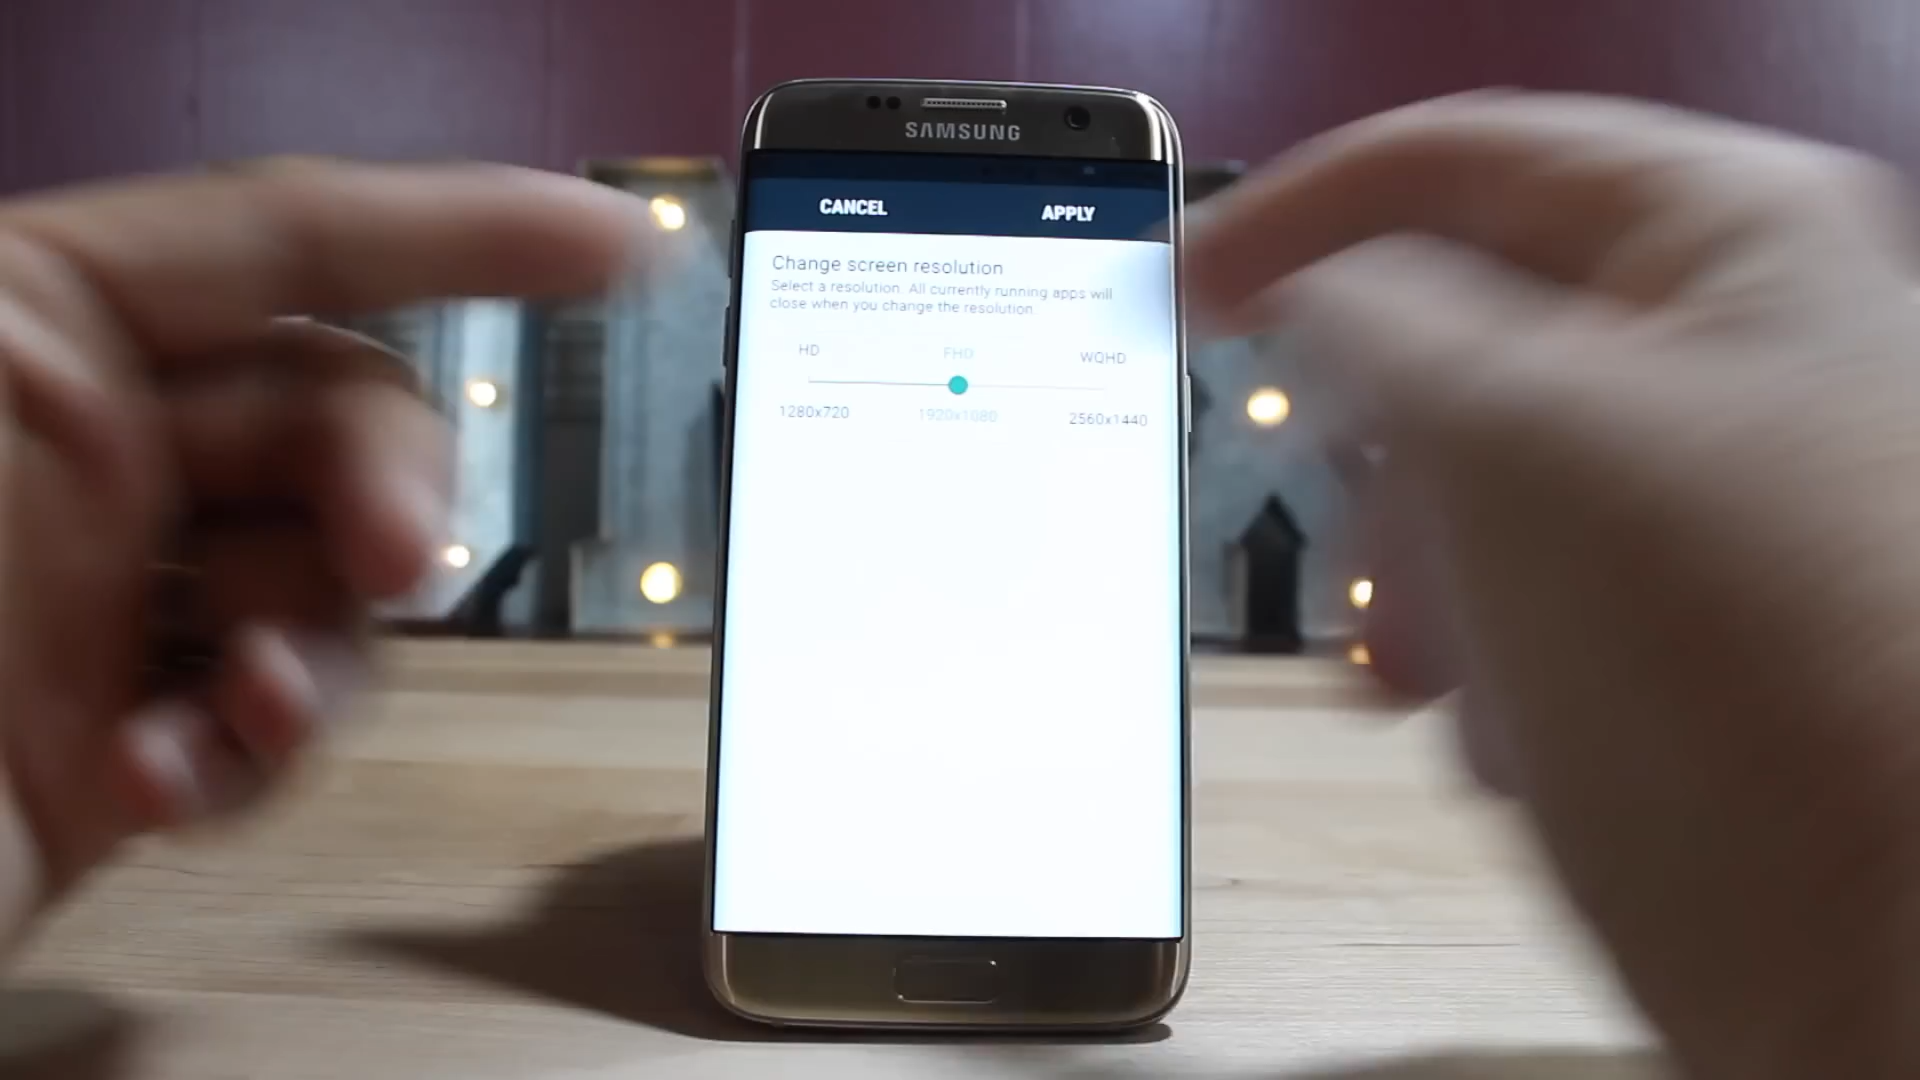 SAMSUNG
CANCEL APPLY
Change screen resolution
Select a resolution. All currently running apps will
close when you change the resolution.
HD FHD WQHD
1280x720 1920x1080 2560x1440